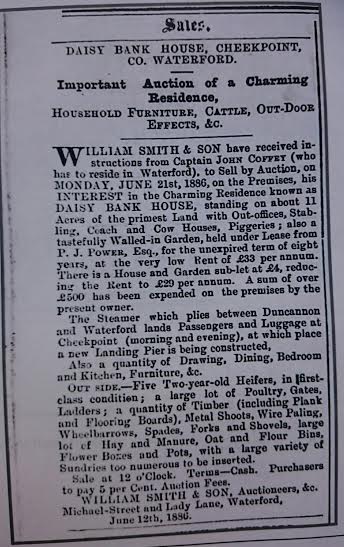 Sales.
DAISY BANK HOUSE, CHEEKPOINT,
CO. WATERFORD.
Important Auction of a Charming
Residence,
HOUSEHOLD FURNITURE, CATTLE, OUT-DOOR
EFFECTS, &c.
WILLIAM SMITH & SON have received in-
structions from Captain JOHN COFFEY (who
has to reside in Waterford), to Sell by Auction, on
MONDAY, JUNE 21st, 1886, on the Premises, his
INTEREST in the Charming Residence known as
DAISY BANK HOUSE, standing on about 11
Acres of the primest Land with Out-offices, Stab-
ling, Coach and Cow Houses, Piggeries; also a
tastefully Walled-in Garden, held under Lease from
P. J. POWER, Esq., for the unexpired term of eight
years, at the very low Rent of £33 per annum.
There is a House and Garden sub-let at £4, reduc-
ing the Rent to £29 per annum. A sum of over
£500 has been expended on the premises by the
present owner.
The Steamer which plies between Duncannon
and Waterford lands Passengers and Luggage at
Cheekpoint (morning and evening), at which place
a new Landing Pier is being constructed,
Also a quantity of Drawing, Dining, Bedroom
and Kitchen, Furniture, &c.
OUT SIDE.—Five Two-year-old Heifers, in first-
class condition; a large lot of Poultry, Gates,
Ladders; a quantity of Timber (including Plank
and Flooring Boards), Metal Shoots, Wire Paling,
Wheelbarrows, Spades, Forks and Shovels, large
lot of Hay and Manure, Oat and Flour Bins,
Flower Boxes and Pots, with a large variety of
Sundries too numerous to be inserted.
Sale at 12 o'Clock. Terms—Cash. Purchasers
to pay 5 per Cent. Auction Fees.
WILLIAM SMITH & SON, Auctioneers, &c.
Michael-Street and Lady Lane, Waterford,
June 12th, 1886.